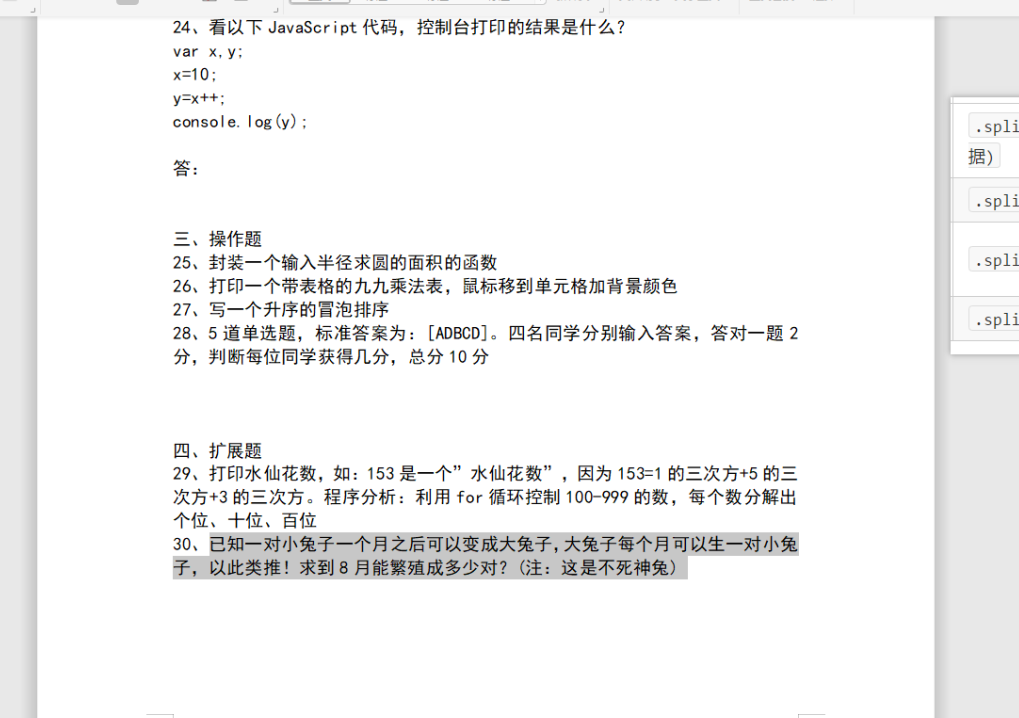 24、看以下 JavaScript 代码，控制台打印的结果是什么？
var x,y;
x=10;
y=x++;
console.log(y);
答：
三、操作题
25、封装一个输入半径求圆的面积的函数
26、打印一个带表格的九九乘法表，鼠标移到单元格加背景颜色
27、写一个升序的冒泡排序
28、5 道单选题，标准答案为：[ADBCD]。四名同学分别输入答案，答对一题 2
分，判断每位同学获得几分，总分 10 分
四、扩展题
29、打印水仙花数，如：153 是一个”水仙花数”，因为 153=1 的三次方+5 的三
次方+3 的三次方。程序分析：利用 for 循环控制 100-999 的数，每个数分解出
个位、十位、百位
30、已知一对小兔子一个月之后可以变成大兔子,大兔子每个月可以生一对小兔
子，以此类推！求到 8 月能繁殖成多少对？（注：这是不死神兔）
.spli
据)
.spli
.spli
.spli